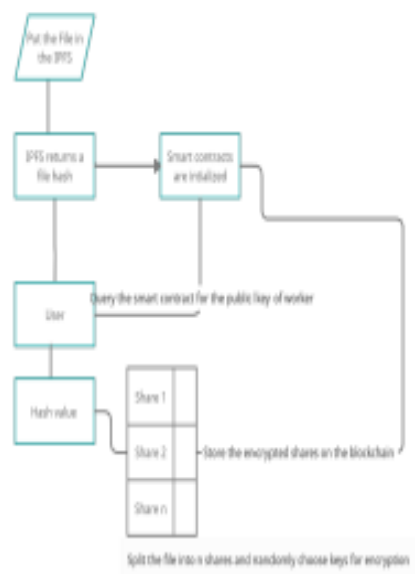 Put the File in
the IPFS
IPFS returns a
file hash
Smart contracts
are intialized
Query the smart contract for the public key of worker
User
Hash value
Share 1
Share 2
Store the encrypted shares on the blockchain
Share n
Split the file into n shares and randomly choose keys for encryption